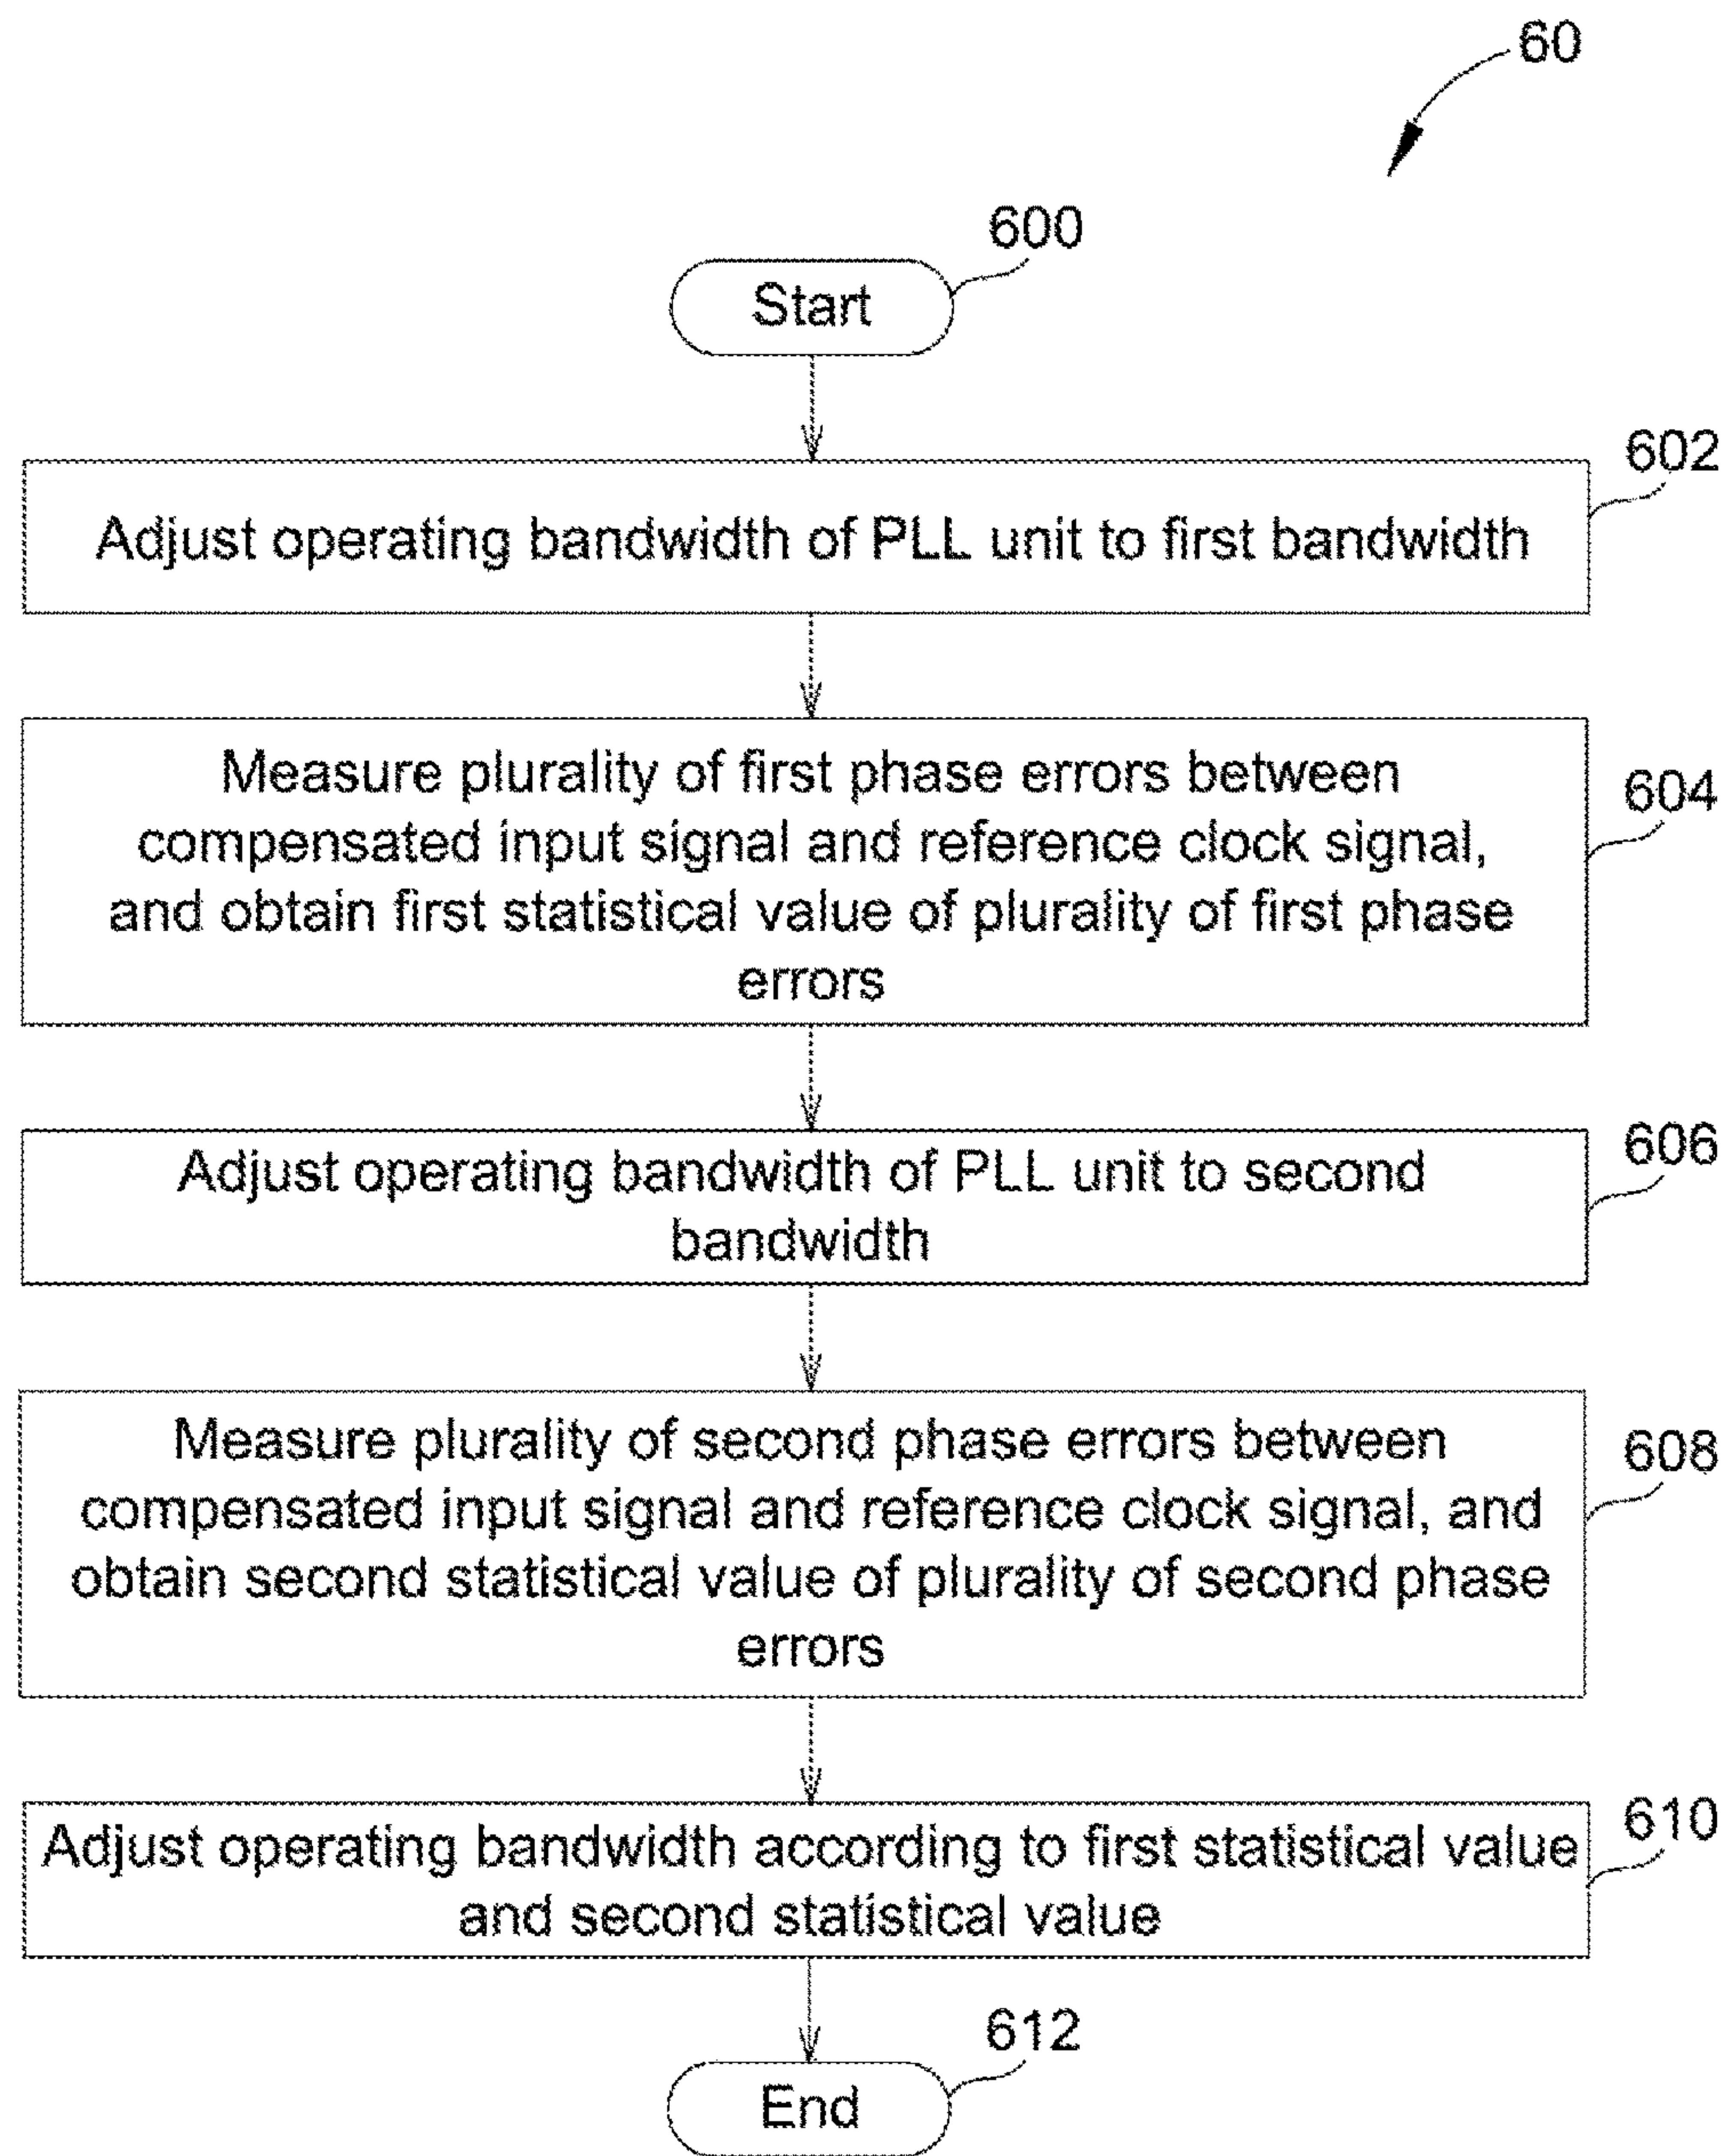 60
600
Start
602
Adjust operating bandwidth of PLL unit to first bandwidth
Measure plurality of first phase errors between
compensated input signal and reference clock signal,
and obtain first statistical value of plurality of first phase
errors
604
Adjust operating bandwidth of PLL unit to second
bandwidth
606
Measure plurality of second phase errors between
compensated input signal and reference clock signal, and
obtain second statistical value of plurality of second phase
errors
608
Adjust operating bandwidth according to first statistical value
and second statistical value
610
612
End